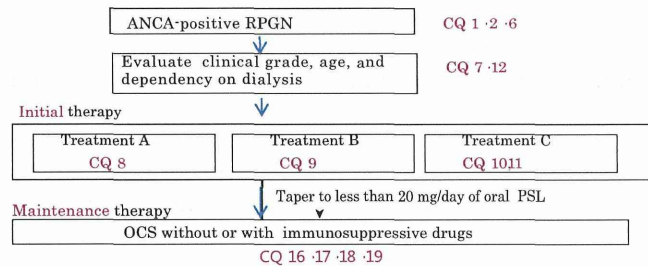 ANCA-positive RPGN
CQ 1 ·2 ·6
Evaluate clinical grade, age, and
dependency on dialysis
CQ 7 ·12
Initial therapy
Treatment A
CQ 8
Treatment B
CQ 9
Treatment C
CQ 10,11
Taper to less than 20 mg/day of oral PSL
Maintenance therapy
OCS without or with immunosuppressive drugs
CQ 16 ·17 ·18 ·19